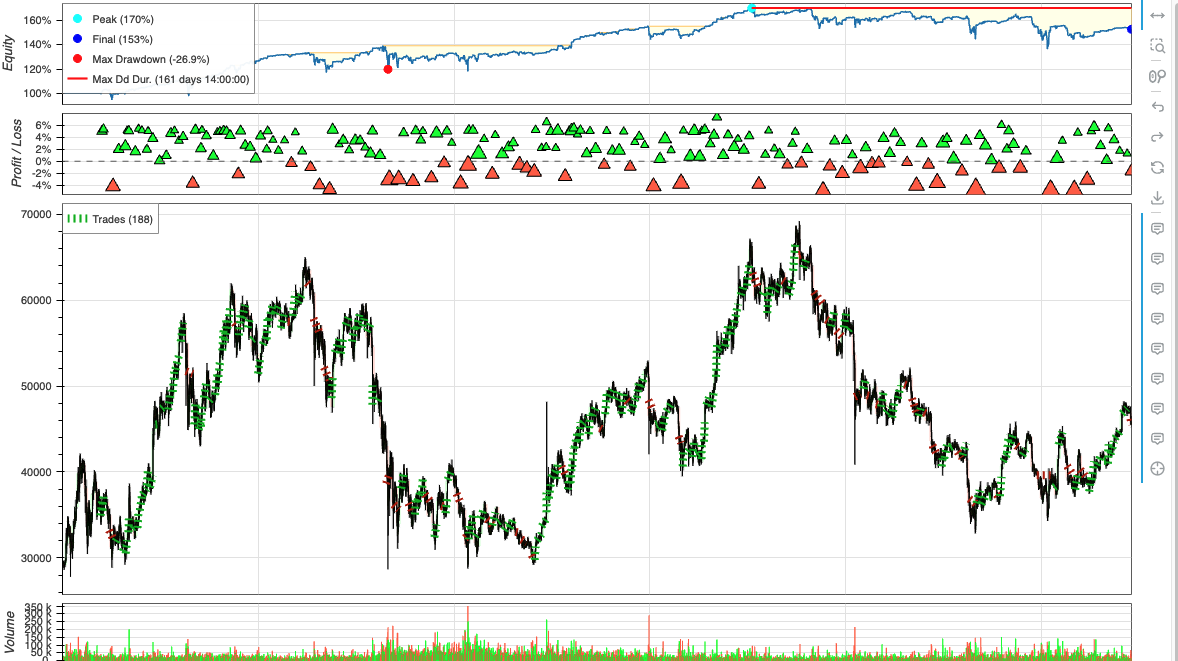 Equity
160%
140%
120%
100%
Peak (170%)
Final (153%)
Max Drawdown (-26.9%)
Max Dd Dur. (161 days 14:00:00)
Profit / Loss
6%
4%
2%
0%
-2%
-4%
Trades (188)
70000
60000
50000
40000
30000
Volume
350 k
300 k
250 k
200 k
150 k
100 k
50 k
0